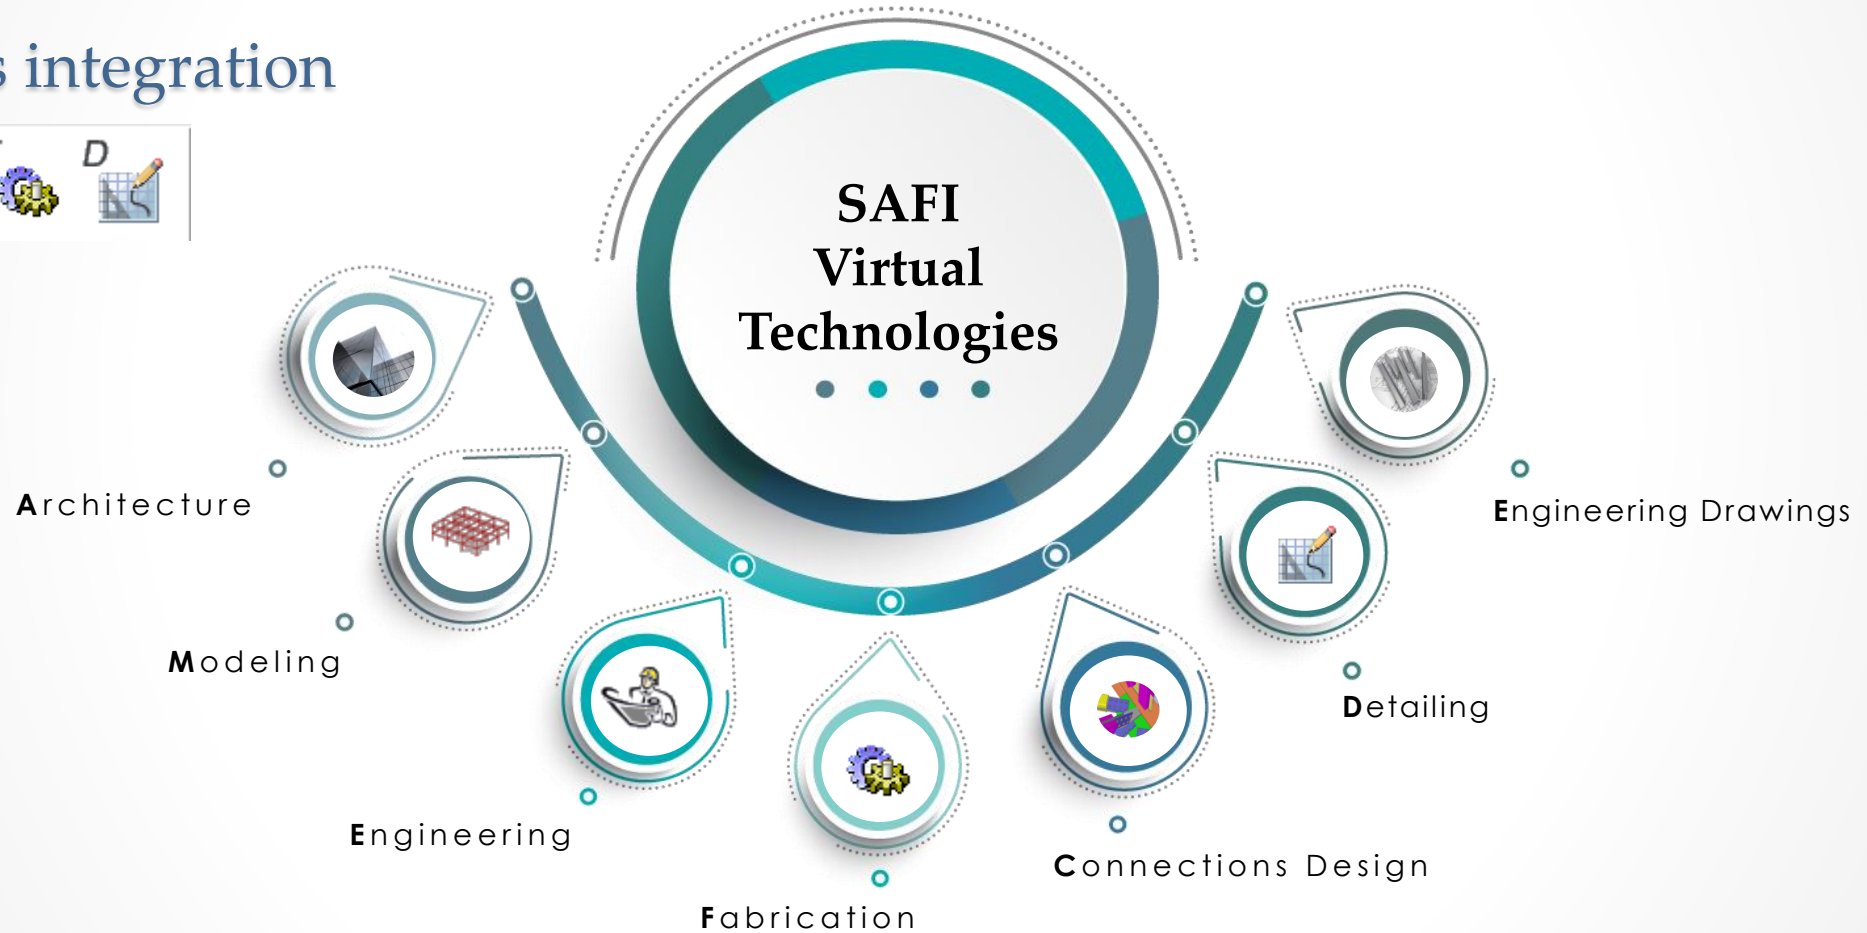 integration
D
SAFI
Virtual
Technologies
Architecture
Engineering Drawings
Modeling
Detailing
Engineering
Connections Design
Fabrication